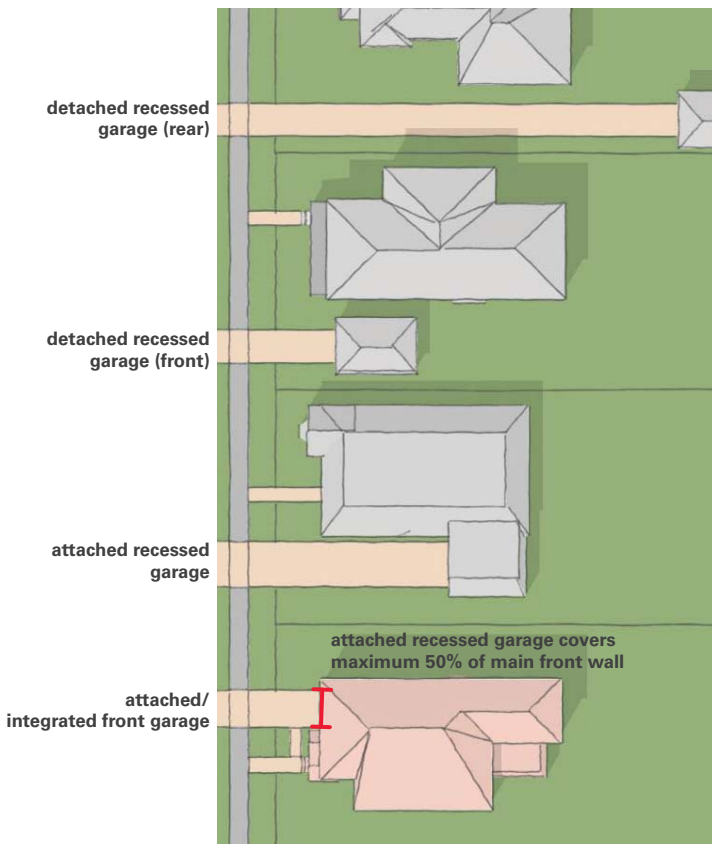 detached recessed
garage (rear)
detached recessed
garage (front)
attached recessed
garage
attached recessed garage covers
maximum 50% of main front wall
attached/
integrated front garage